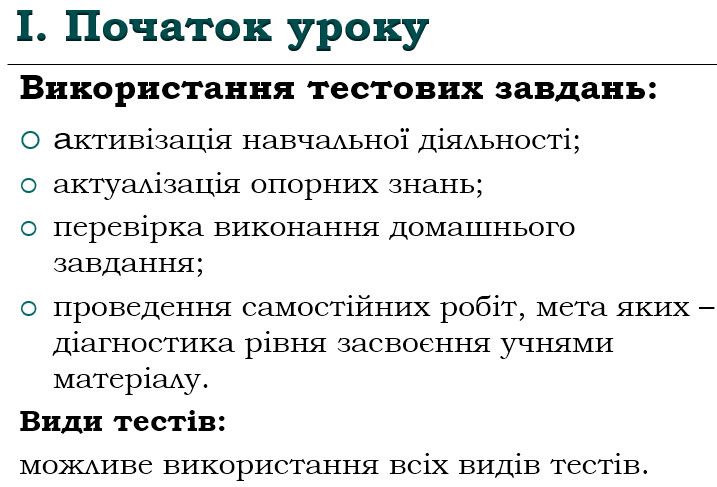 І. Початок уроку
Використання тестових завдань:
активізація навчальної діяльності;
актуалізація опорних знань;
перевірка виконання домашнього
завдання;
проведення самостійних робіт, мета яких –
діагностика рівня засвоєння учнями
матеріалу.
Види тестів:
можливе використання всіх видів тестів.